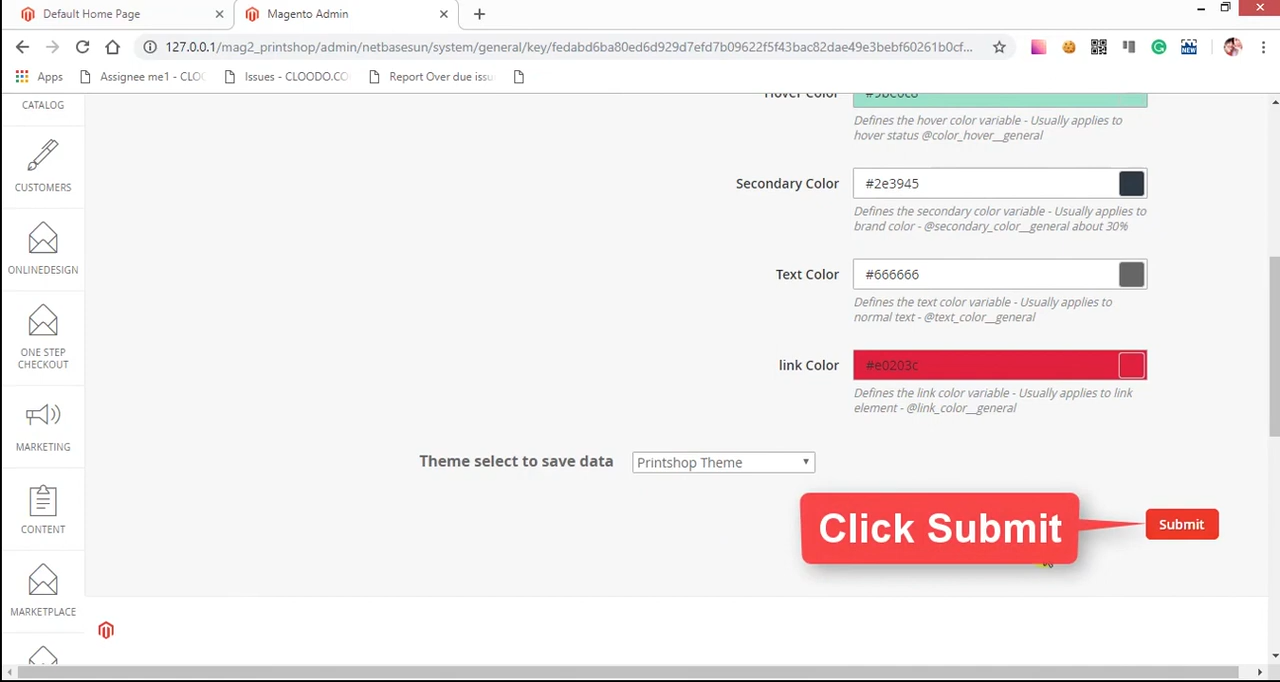 Default Home Page
Magento Admin
127.0.0.1/mag2_printshop/admin/netbasesun/system/general/key/fedabd6ba80ed6d929d7efd7b09622f5f43bac82dae49e3bebf60261b0cf...
Apps
Assignee me1 - CLOC
Issues - CLOODO.CO
Report Over due issu
CATALOG
CUSTOMERS
ONLINEDESIGN
ONE STEP
CHECKOUT
MARKETING
CONTENT
MARKETPLACE
Hover Color
Defines the hover color variable - Usually applies to
hover status @color_hover__general
Secondary Color
#2e3945
Defines the secondary color variable - Usually applies to
brand color - @secondary_color__general about 30%
Text Color
#666666
Defines the text color variable - Usually applies to
normal text - @text_color__general
link Color
#e0203c
Defines the link color variable - Usually applies to link
element - @link_color__general
Theme select to save data
Printshop Theme
Click Submit
Submit